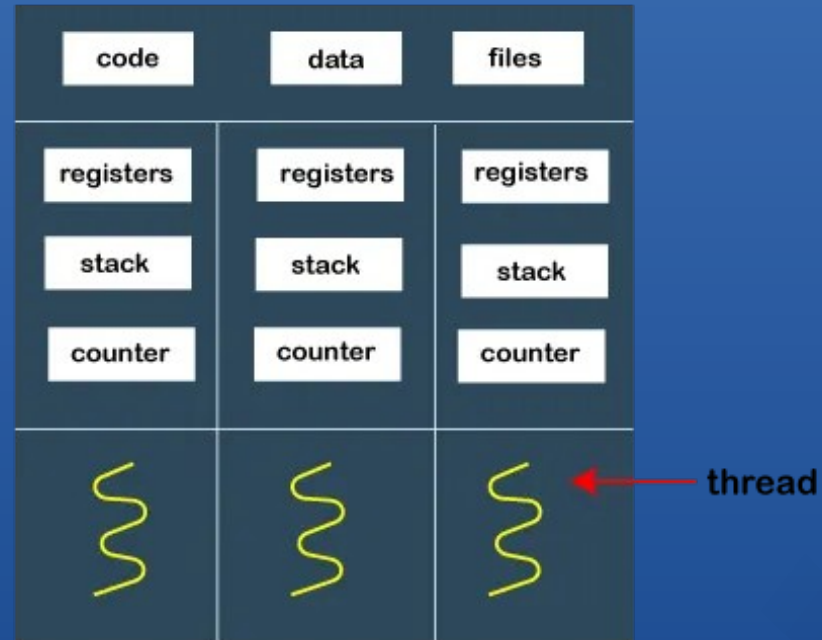 code data files
registers registers registers
stack stack stack
counter counter counter
thread